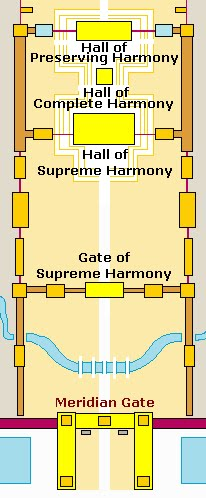 Hall of
Preserving Harmony
Hall of
Complete Harmony
Hall of
Supreme Harmony
Gate of
Supreme Harmony
Meridian Gate